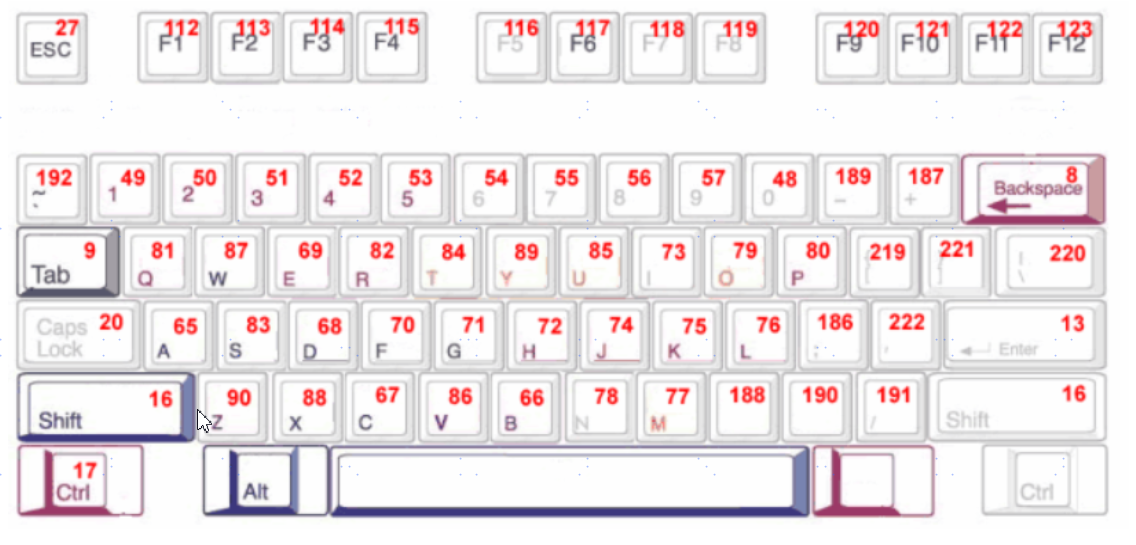 27 112 113 114 115 116 117 118 119 120 121 122 123
ESC F1 F2 F3 F4 F5 F6 F7 F8 F9 F10 F11 F12
192 49 50 51 52 53 54 55 56 57 48 189 187 8
~ 1 2 3 4 5 6 7 8 9 0 - + Backspace
9 81 87 69 82 84 89 85 73 79 80 219 221 220
Tab Q W E R T Y U I O P [ ] \
20 65 83 68 70 71 72 74 75 76 186 222 13
Caps Lock A S D F G H J K L ; ' Enter
16 90 88 67 86 66 78 77 188 190 191 16
Shift Z X C V B N M / Shift
17
Ctrl Alt Ctrl